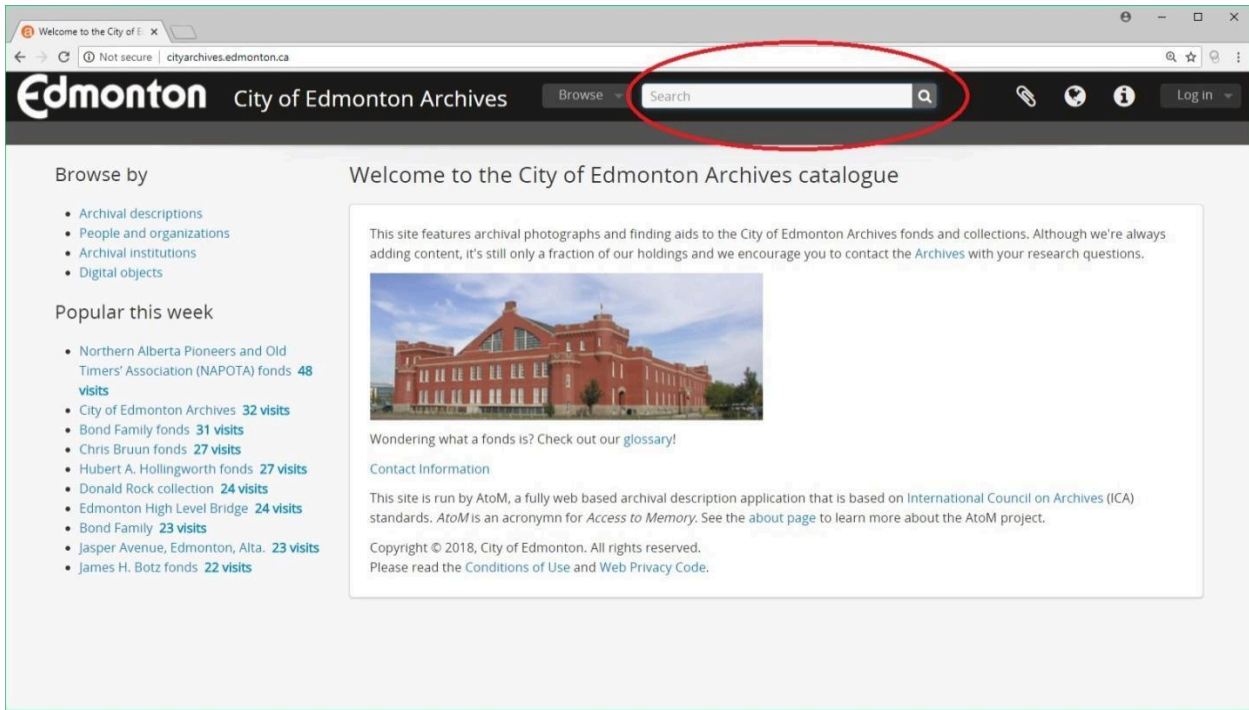 Welcome to the City of E
Not secure | cityarchives.edmonton.ca
Edmonton City of Edmonton Archives Browse Search Log in
Browse by
Archival descriptions
People and organizations
Archival institutions
Digital objects
Popular this week
Northern Alberta Pioneers and Old
Timers' Association (NAPOTA) fonds 48
visits
City of Edmonton Archives 32 visits
Bond Family fonds 31 visits
Chris Bruun fonds 27 visits
Hubert A. Hollingworth fonds 27 visits
Donald Rock collection 24 visits
Edmonton High Level Bridge 24 visits
Bond Family 23 visits
Jasper Avenue, Edmonton, Alta. 23 visits
James H. Botz fonds 22 visits
Welcome to the City of Edmonton Archives catalogue
This site features archival photographs and finding aids to the City of Edmonton Archives fonds and collections. Although we're always
adding content, it's still only a fraction of our holdings and we encourage you to contact the Archives with your research questions.
Wondering what a fonds is? Check out our glossary!
Contact Information
This site is run by AtoM, a fully web based archival description application that is based on International Council on Archives (ICA)
standards. AtoM is an acronymn for Access to Memory. See the about page to learn more about the AtoM project.
Copyright © 2018, City of Edmonton. All rights reserved.
Please read the Conditions of Use and Web Privacy Code.